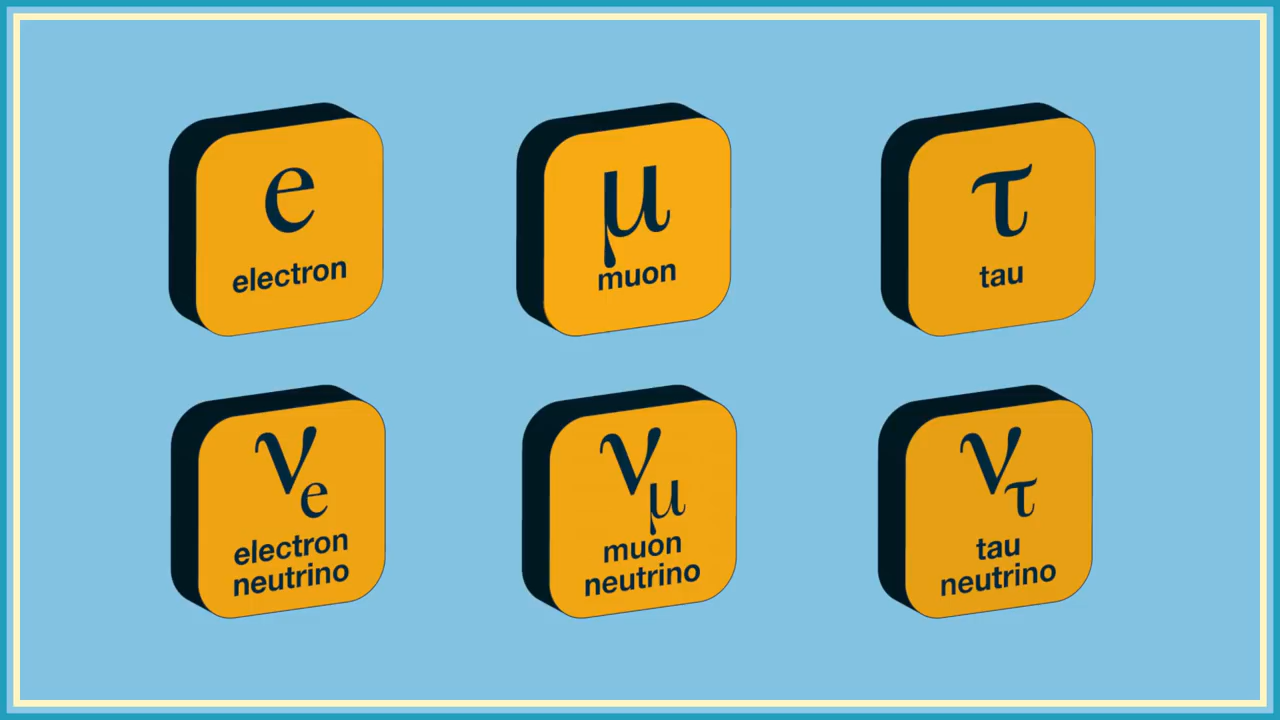 e
μ
τ
electron
muon
tau
νe
νμ
ντ
electron
neutrino
muon
neutrino
tau
neutrino